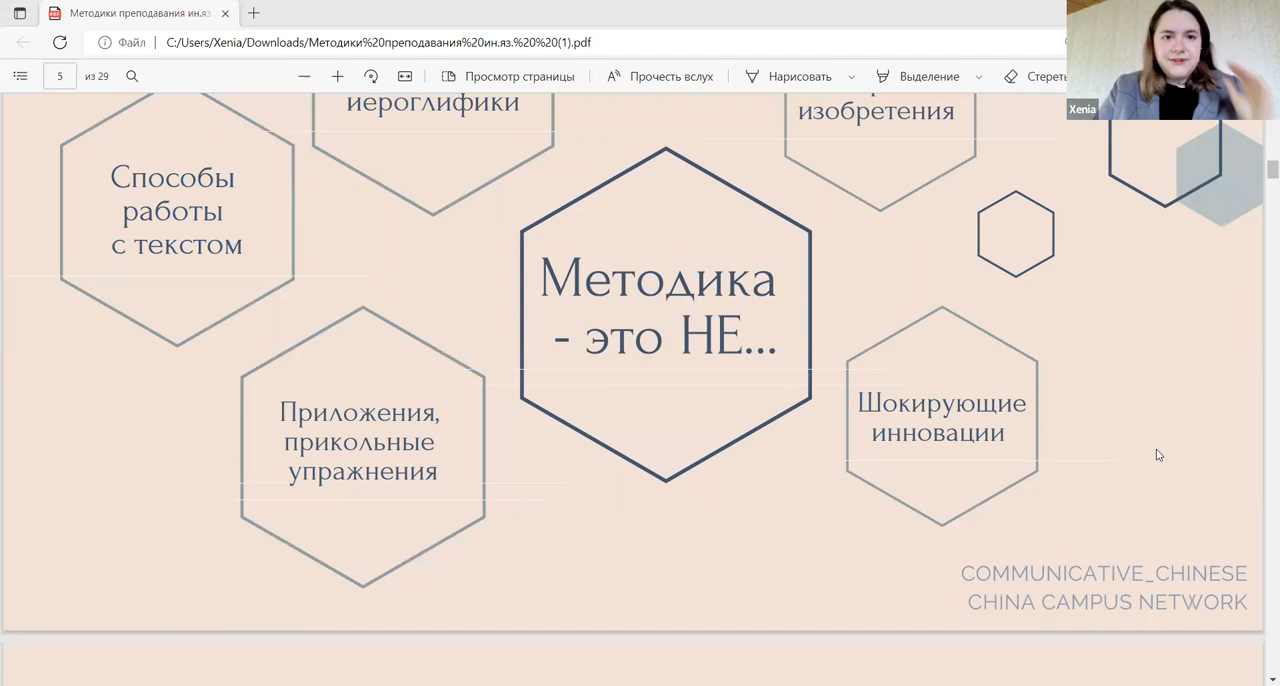 Методики преподавания ин.яз.
Файл
C:/Users/Xenia/Downloads/Методики%20преподавания%20ин.яз.%20%20(1).pdf
5
из 29
Просмотр страницы
Прочесть вслух
Нарисовать
Выделение
Стереть
Xenia
иероглифики
изобретения
Способы
работы
с текстом
Методика
- это НЕ...
Приложения,
прикольные
упражнения
Шокирующие
инновации
COMMUNICATIVE_CHINESE
CHINA CAMPUS NETWORK